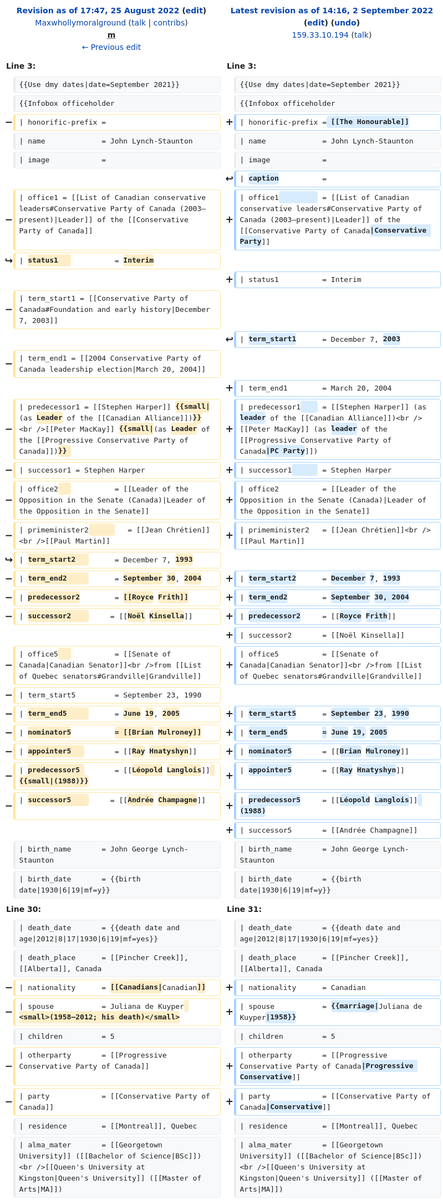 Revision as of 17:47, 25 August 2022 (edit)
Maxwhollymoralground (talk | contribs)
m
← Previous edit
Latest revision as of 14:16, 2 September 2022
(edit) (undo)
159.33.10.194 (talk)
Line 3:
Line 3:
{{Use dmy dates|date=September 2021}}
{{Use dmy dates|date=September 2021}}
{{Infobox officeholder
{{Infobox officeholder
− | honorific-prefix =
+ | honorific-prefix = [[The Honourable]]
| name = John Lynch-Staunton
| name = John Lynch-Staunton
| image =
| image =
↩ | caption =
− | office1 = [[List of Canadian conservative
leaders#Conservative Party of Canada (2003–
present)|Leader]] of the [[Conservative
Party of Canada]]
+ | office1 = [[List of Canadian
conservative leaders#Conservative Party of
Canada (2003–present)|Leader]] of the
[[Conservative Party of Canada|Conservative
Party]]
↪ | status1 = Interim
+ | status1 = Interim
− | term_start1 = [[Conservative Party of
Canada#Foundation and early history|December
7, 2003]]
↩ | term_start1 = December 7, 2003
− | term_end1 = [[2004 Conservative Party of
Canada leadership election|March 20, 2004]]
+ | term_end1 = March 20, 2004
− | predecessor1 = [[Stephen Harper]] {{small|
(as Leader of the [[Canadian Alliance]])}}
<br />[[Peter MacKay]] {{small|(as Leader of
the [[Progressive Conservative Party of
Canada]])}}
+ | predecessor1 = [[Stephen Harper]] (as
leader of the [[Canadian Alliance]])<br />
[[Peter MacKay]] (as leader of the
[[Progressive Conservative Party of
Canada|PC Party]])
− | successor1 = Stephen Harper
+ | successor1 = Stephen Harper
− | office2 = [[Leader of the
Opposition in the Senate (Canada)|Leader of
the Opposition in the Senate]]
+ | office2 = [[Leader of the
Opposition in the Senate (Canada)|Leader of
the Opposition in the Senate]]
− | primeminister2 = [[Jean Chrétien]]
<br />[[Paul Martin]]
+ | primeminister2 = [[Jean Chrétien]]<br />
[[Paul Martin]]
↪ | term_start2 = December 7, 1993
− | term_end2 = September 30, 2004
+ | term_start2 = December 7, 1993
− | predecessor2 = [[Royce Frith]]
+ | term_end2 = September 30, 2004
− | successor2 = [[Noël Kinsella]]
+ | predecessor2 = [[Royce Frith]]
+ | successor2 = [[Noël Kinsella]]
− | office5 = [[Senate of
Canada|Canadian Senator]]<br />from [[List
of Quebec senators#Grandville|Grandville]]
+ | office5 = [[Senate of
Canada|Canadian Senator]]<br />from [[List
of Quebec senators#Grandville|Grandville]]
− | term_start5 = September 23, 1990
− | term_end5 = June 19, 2005
+ | term_start5 = September 23, 1990
− | nominator5 = [[Brian Mulroney]]
+ | term_end5 = June 19, 2005
− | appointer5 = [[Ray Hnatyshyn]]
+ | nominator5 = [[Brian Mulroney]]
− | predecessor5 = [[Léopold Langlois]]
{{small|(1988)}}
+ | appointer5 = [[Ray Hnatyshyn]]
− | successor5 = [[Andrée Champagne]]
+ | predecessor5 = [[Léopold Langlois]]
(1988)
+ | successor5 = [[Andrée Champagne]]
| birth_name = John George Lynch-
Staunton
| birth_name = John George Lynch-
Staunton
| birth_date = {{birth
date|1930|6|19|mf=y}}
| birth_date = {{birth
date|1930|6|19|mf=y}}
Line 30:
Line 31:
| death_date = {{death date and
age|2012|8|17|1930|6|19|mf=yes}}
| death_date = {{death date and
age|2012|8|17|1930|6|19|mf=yes}}
| death_place = [[Pincher Creek]],
[[Alberta]], Canada
| death_place = [[Pincher Creek]],
[[Alberta]], Canada
− | nationality = [[Canadians|Canadian]]
+ | nationality = Canadian
− | spouse = Juliana de Kuyper
<small>(1958–2012; his death)</small>
+ | spouse = {{marriage|Juliana de
Kuyper|1958}}
| children = 5
| children = 5
− | otherparty = [[Progressive
Conservative Party of Canada]]
+ | otherparty = [[Progressive
Conservative Party of Canada|Progressive
Conservative]]
− | party = [[Conservative Party of
Canada]]
+ | party = [[Conservative Party of
Canada|Conservative]]
| residence = [[Montreal]], Quebec
| residence = [[Montreal]], Quebec
| alma_mater = [[Georgetown
University]] ([[Bachelor of Science|BSc]])
<br />[[Queen's University at
Kingston|Queen's University]] ([[Master of
Arts|MA]])
| alma_mater = [[Georgetown
University]] ([[Bachelor of Science|BSc]])
<br />[[Queen's University at
Kingston|Queen's University]] ([[Master of
Arts|MA]])